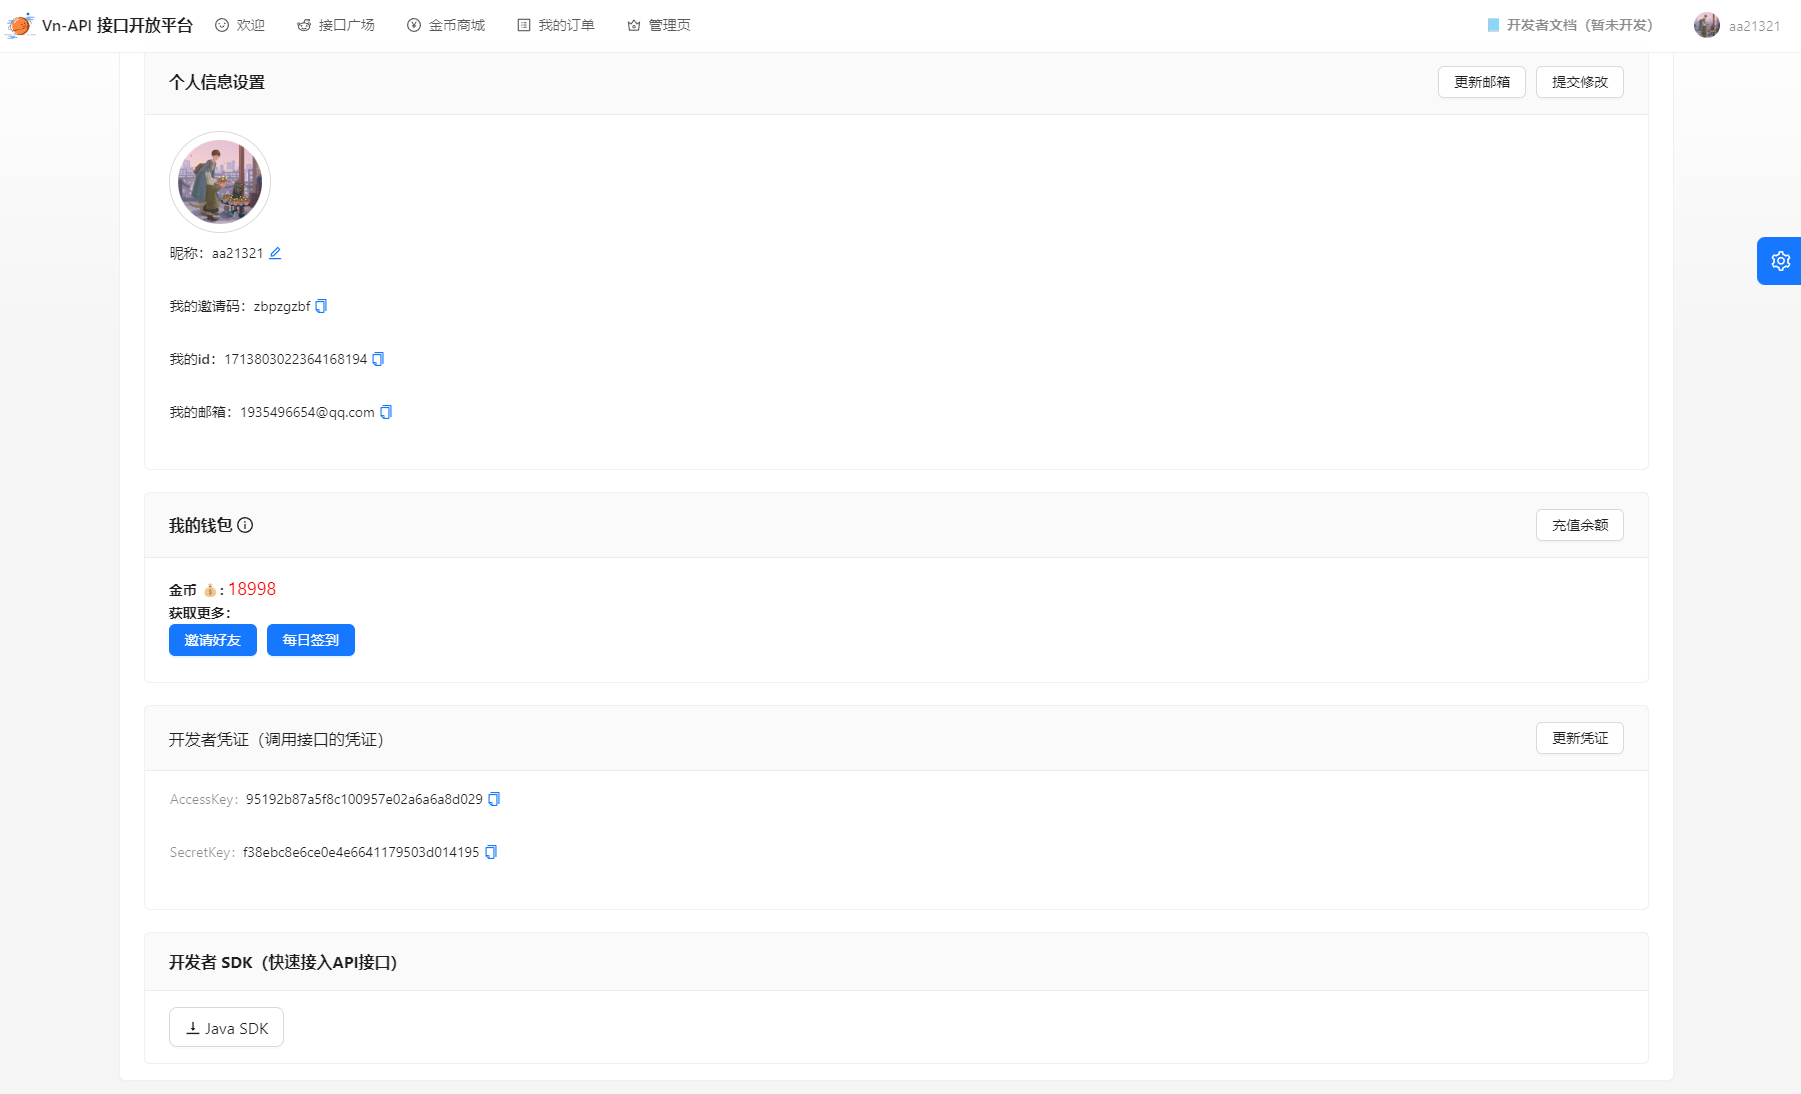 Vn-API 接口开放平台 欢迎 接口广场 金币商城 我的订单 管理页 开发者文档（暂未开发） aa21321
个人信息设置 更新邮箱 提交修改
昵称：aa21321
我的邀请码：zbpzgzbf
我的id：1713803022364168194
我的邮箱：1935496654@qq.com
我的钱包 充值余额
金币 💰 : 18998
获取更多：
邀请好友 每日签到
开发者凭证（调用接口的凭证） 更新凭证
AccessKey：95192b87a5f8c100957e02a6a6a8d029
SecretKey：f38ebc8e6ce0e4e6641179503d014195
开发者 SDK（快速接入API接口）
Java SDK